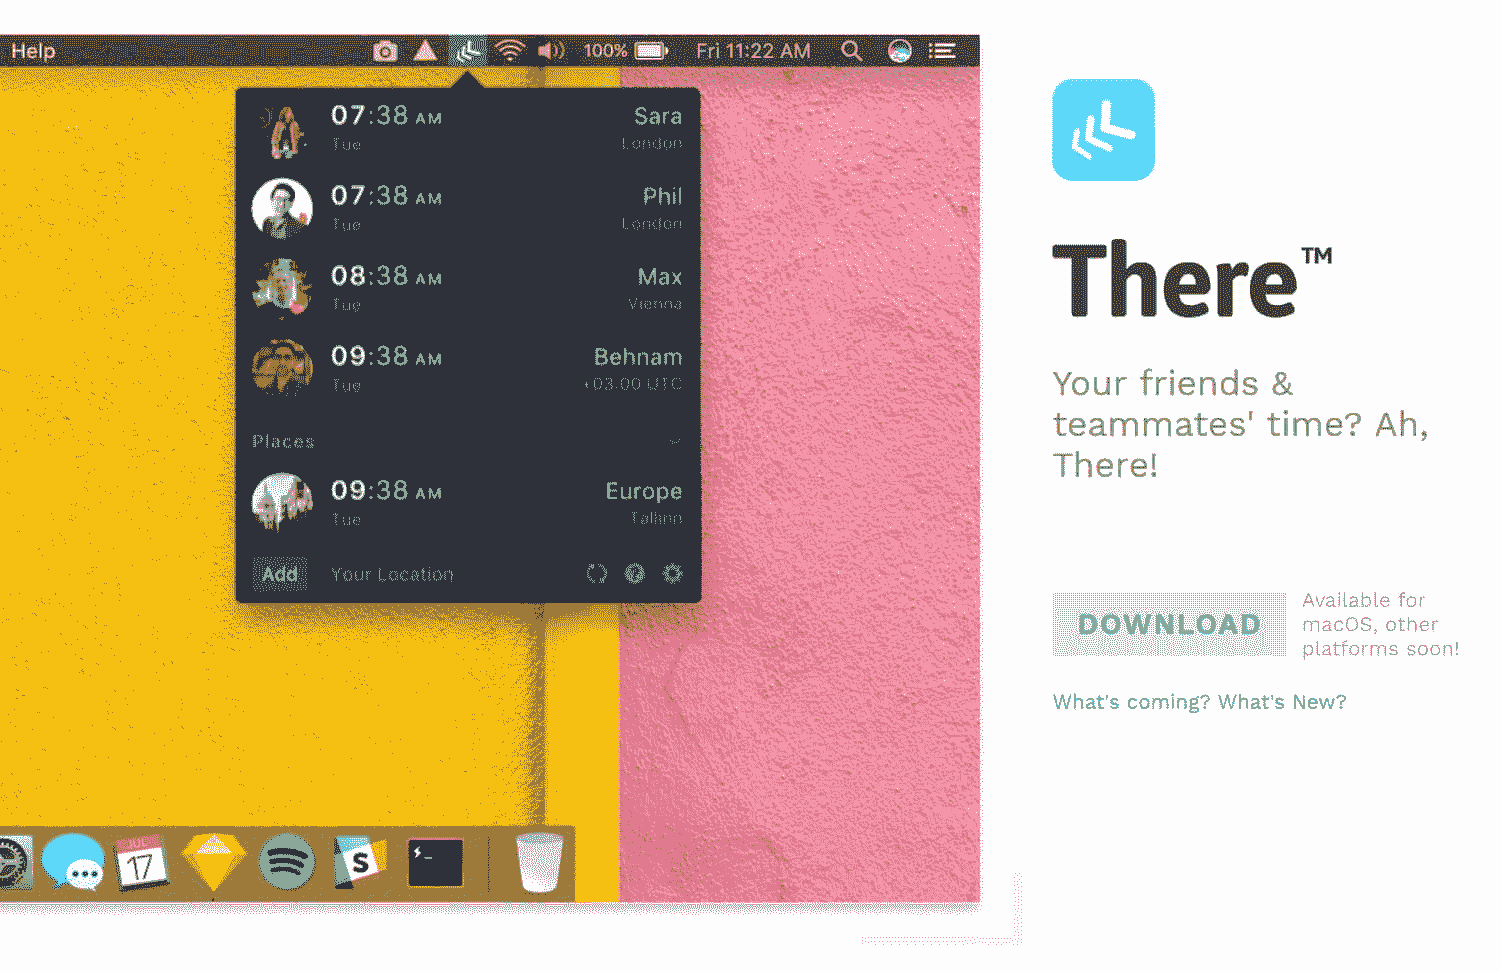 Help
100%
Fri 11:22 AM
07:38 AM
Sara
Tue
London
07:38 AM
Phil
Tue
London
08:38 AM
Max
Tue
Vienna
09:38 AM
Behnam
Tue
+03:00 UTC
Places
09:38 AM
Europe
Tue
Tallinn
Add
Your Location
JUL
17
S
There™
Your friends &
teammates' time? Ah,
There!
DOWNLOAD
Available for
macOS, other
platforms soon!
What's coming? What's New?